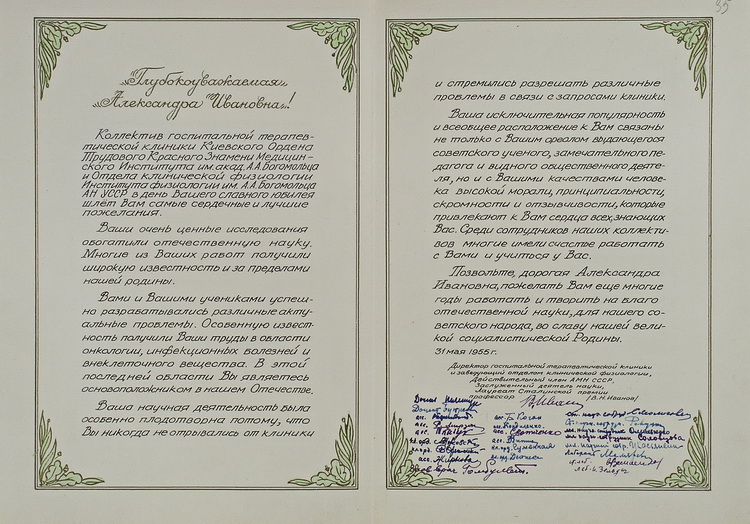 35
„Глубокоуважаемая
„Александра Ивановна"!
Коллектив госпитальной терапев-
тической клиники Киевского Ордена
Трудового Красного Знамени Медицин-
ского Института им. акад. А.А. Богомольца
и Отдела клинической физиологии
Института физиологии им. А.А. Богомольца
АН УССР в день Вашего славного юбилея
шлёт Вам самые сердечные и лучшие
пожелания.
Ваши очень ценные исследования
обогатили отечественную науку.
Многие из Ваших работ получили
широкую известность и за пределами
нашей родины.
Вами и Вашими учениками успеш-
но разрабатывались различные акту-
альные проблемы. Особенную извест-
ность получили Ваши труды в области
онкологии, инфекционных болезней и
внеклеточного вещества. В этой
последней области Вы являетесь
основоположником в нашем Отечестве.
Ваша научная деятельность была
особенно плодотворна потому, что
Вы никогда не отрывались от клиники
и стремились разрешать различные
проблемы в связи с запросами клиники.
Ваша исключительная популярность
и всеобщее расположение к Вам связаны
не только с Вашим ореалом выдающегося
советского ученого, замечательного пе-
дагога и видного общественного деяте-
ля, но и с Вашими качествами челове-
ка высокой морали, принципиальности,
скромности и отзывчивости, которые
привлекают к Вам сердца всех, знающих
Вас. Среди сотрудников наших коллекти-
вов многие имели счастье работать
с Вами и учиться у Вас.
Позвольте, дорогая Александра
Ивановна, пожелать Вам еще многие
годы работать и творить на благо
отечественной науки, для нашего со-
ветского народа, во славу нашей вели-
кой социалистической Родины.
31 мая 1955 г.
Директор госпитальной терапевтической клиники
и заведующий отделом клинической физиологии,
Действительный член АМН СССР,
Заслуженный деятель науки,
Лауреат Сталинской премии
профессор
(В.Н. Иванов)